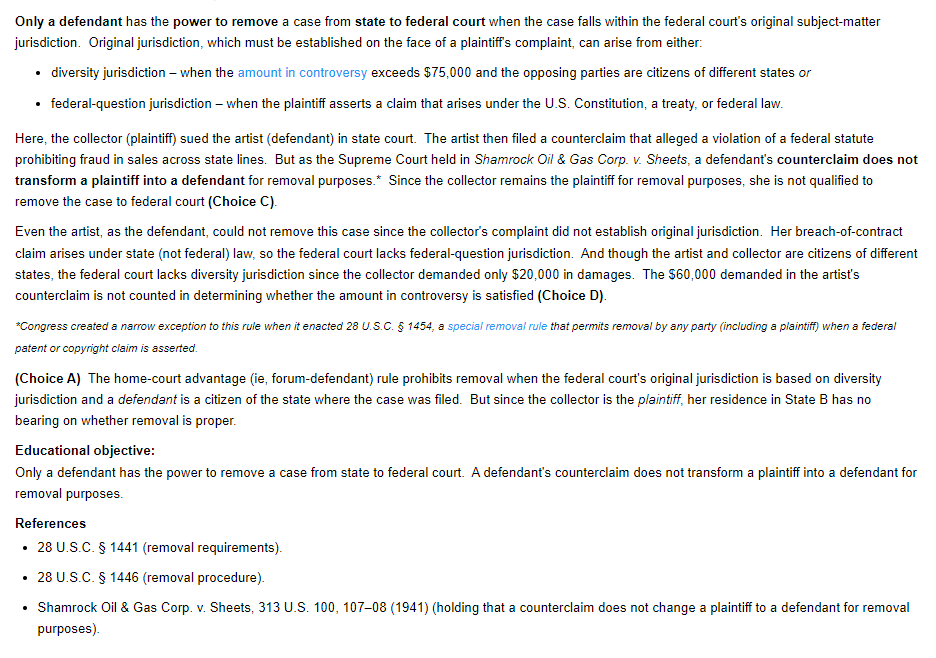 Only a defendant has the power to remove a case from state to federal court when the case falls within the federal court's original subject-matter
jurisdiction. Original jurisdiction, which must be established on the face of a plaintiff's complaint, can arise from either:
• diversity jurisdiction – when the amount in controversy exceeds $75,000 and the opposing parties are citizens of different states or
• federal-question jurisdiction – when the plaintiff asserts a claim that arises under the U.S. Constitution, a treaty, or federal law.
Here, the collector (plaintiff) sued the artist (defendant) in state court. The artist then filed a counterclaim that alleged a violation of a federal statute
prohibiting fraud in sales across state lines. But as the Supreme Court held in Shamrock Oil & Gas Corp. v. Sheets, a defendant's counterclaim does not
transform a plaintiff into a defendant for removal purposes.* Since the collector remains the plaintiff for removal purposes, she is not qualified to
remove the case to federal court (Choice C).
Even the artist, as the defendant, could not remove this case since the collector's complaint did not establish original jurisdiction. Her breach-of-contract
claim arises under state (not federal) law, so the federal court lacks federal-question jurisdiction. And though the artist and collector are citizens of different
states, the federal court lacks diversity jurisdiction since the collector demanded only $20,000 in damages. The $60,000 demanded in the artist's
counterclaim is not counted in determining whether the amount in controversy is satisfied (Choice D).
*Congress created a narrow exception to this rule when it enacted 28 U.S.C. § 1454, a special removal rule that permits removal by any party (including a plaintiff) when a federal
patent or copyright claim is asserted.
(Choice A) The home-court advantage (ie, forum-defendant) rule prohibits removal when the federal court's original jurisdiction is based on diversity
jurisdiction and a defendant is a citizen of the state where the case was filed. But since the collector is the plaintiff, her residence in State B has no
bearing on whether removal is proper.
Educational objective:
Only a defendant has the power to remove a case from state to federal court. A defendant's counterclaim does not transform a plaintiff into a defendant for
removal purposes.
References
• 28 U.S.C. § 1441 (removal requirements).
• 28 U.S.C. § 1446 (removal procedure).
• Shamrock Oil & Gas Corp. v. Sheets, 313 U.S. 100, 107–08 (1941) (holding that a counterclaim does not change a plaintiff to a defendant for removal
purposes).